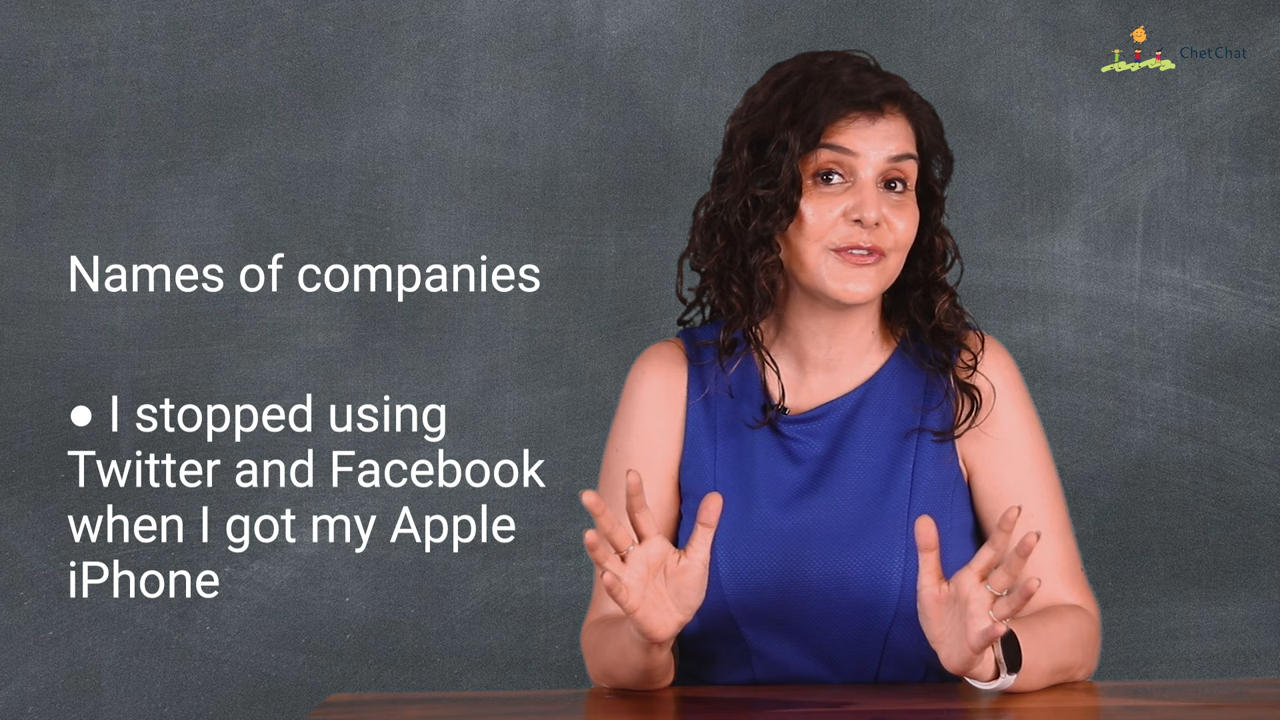 ChetChat
Names of companies
● I stopped using
Twitter and Facebook
when I got my Apple
iPhone